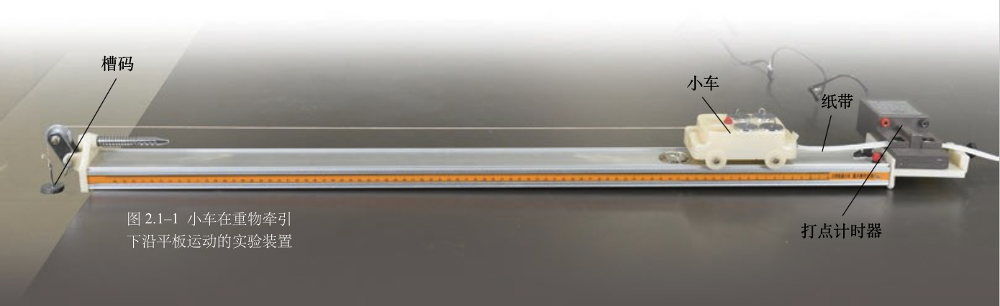 槽码
小车
纸带
打点计时器
图 2.1–1 小车在重物牵引
下沿平板运动的实验装置